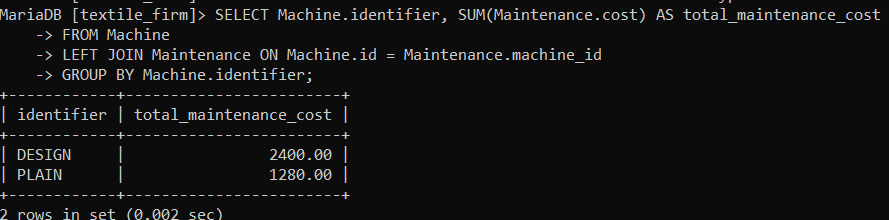 MariaDB [textile_firm]> SELECT Machine.identifier, SUM(Maintenance.cost) AS total_maintenance_cost
    -> FROM Machine
    -> LEFT JOIN Maintenance ON Machine.id = Maintenance.machine_id
    -> GROUP BY Machine.identifier;
+------------+------------------------+
| identifier | total_maintenance_cost |
+------------+------------------------+
| DESIGN     |                2400.00 |
| PLAIN      |                1280.00 |
+------------+------------------------+
2 rows in set (0.002 sec)